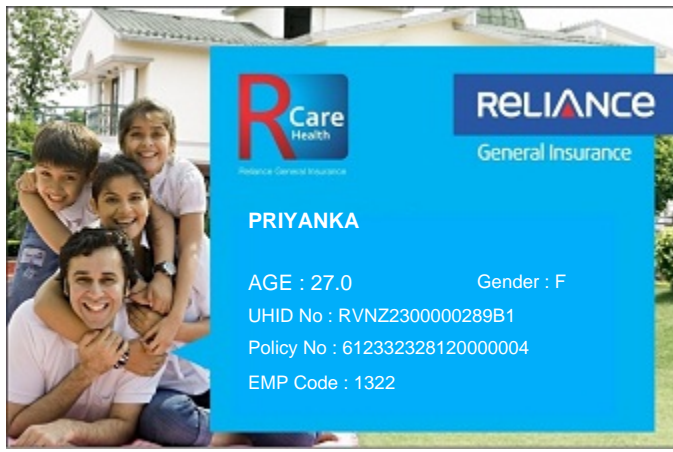 R Care
Health
Reliance General Insurance
RELIANCE
General Insurance
PRIYANKA
AGE : 27.0 Gender : F
UHID No : RVNZ2300000289B1
Policy No : 612332328120000004
EMP Code : 1322